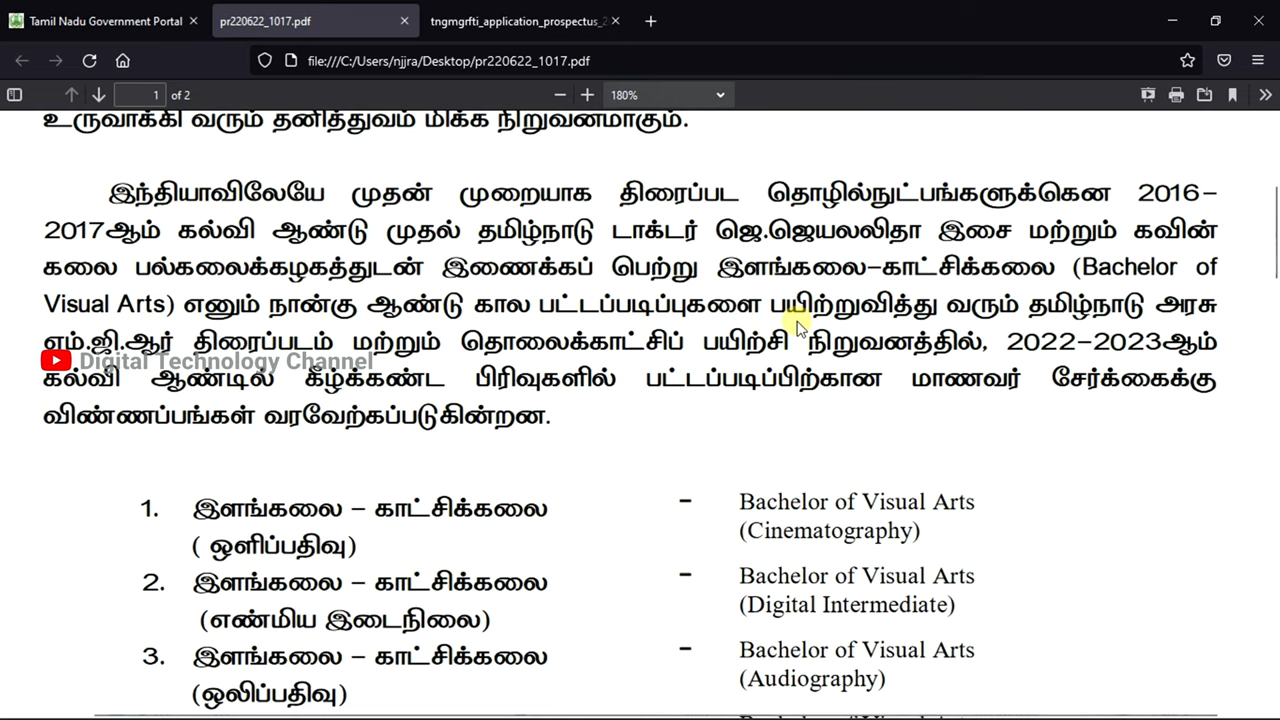 Tamil Nadu Government Portal
pr220622_1017.pdf
tngmgrfti_application_prospectus_2
file:///C:/Users/njjra/Desktop/pr220622_1017.pdf
1 of 2
180%
உருவாக்கி வரும் தனித்துவம் மிக்க நிறுவனமாகும்.
இந்தியாவிலேயே முதன் முறையாக திரைப்பட தொழில்நுட்பங்களுக்கென 2016-
2017ஆம் கல்வி ஆண்டு முதல் தமிழ்நாடு டாக்டர் ஜெ.ஜெயலலிதா இசை மற்றும் கவின்
கலை பல்கலைக்கழகத்துடன் இணைக்கப் பெற்று இளங்கலை-காட்சிக்கலை (Bachelor of
Visual Arts) எனும் நான்கு ஆண்டு கால பட்டப்படிப்புகளை பயிற்றுவித்து வரும் தமிழ்நாடு அரசு
எம்.ஜி.ஆர் திரைப்படம் மற்றும் தொலைக்காட்சிப் பயிற்சி நிறுவனத்தில், 2022-2023ஆம்
Digital Technology Channel
கல்வி ஆண்டில் கீழ்க்கண்ட பிரிவுகளில் பட்டப்படிப்பிற்கான மாணவர் சேர்க்கைக்கு
விண்ணப்பங்கள் வரவேற்கப்படுகின்றன.
1. இளங்கலை – காட்சிக்கலை – Bachelor of Visual Arts
( ஒளிப்பதிவு) (Cinematography)
2. இளங்கலை – காட்சிக்கலை – Bachelor of Visual Arts
(எண்மிய இடைநிலை) (Digital Intermediate)
3. இளங்கலை – காட்சிக்கலை – Bachelor of Visual Arts
(ஒலிப்பதிவு) (Audiography)